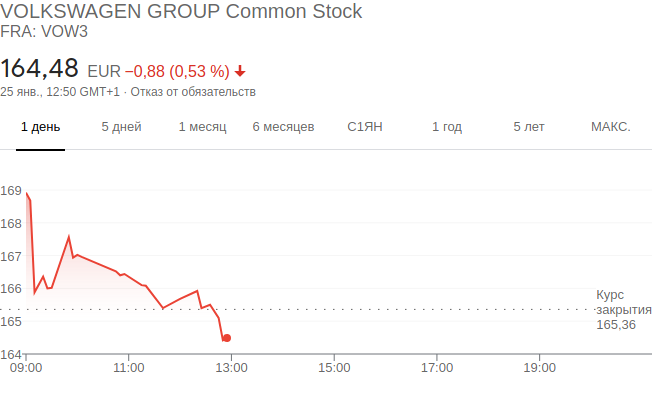 VOLKSWAGEN GROUP Common Stock
FRA: VOW3
164,48 EUR −0,88 (0,53 %)
25 янв., 12:50 GMT+1 · Отказ от обязательств
1 день 5 дней 1 месяц 6 месяцев С1ЯН 1 год 5 лет МАКС.
169
168
167
166
165
164
Курс
закрытия
165,36
09:00 11:00 13:00 15:00 17:00 19:00